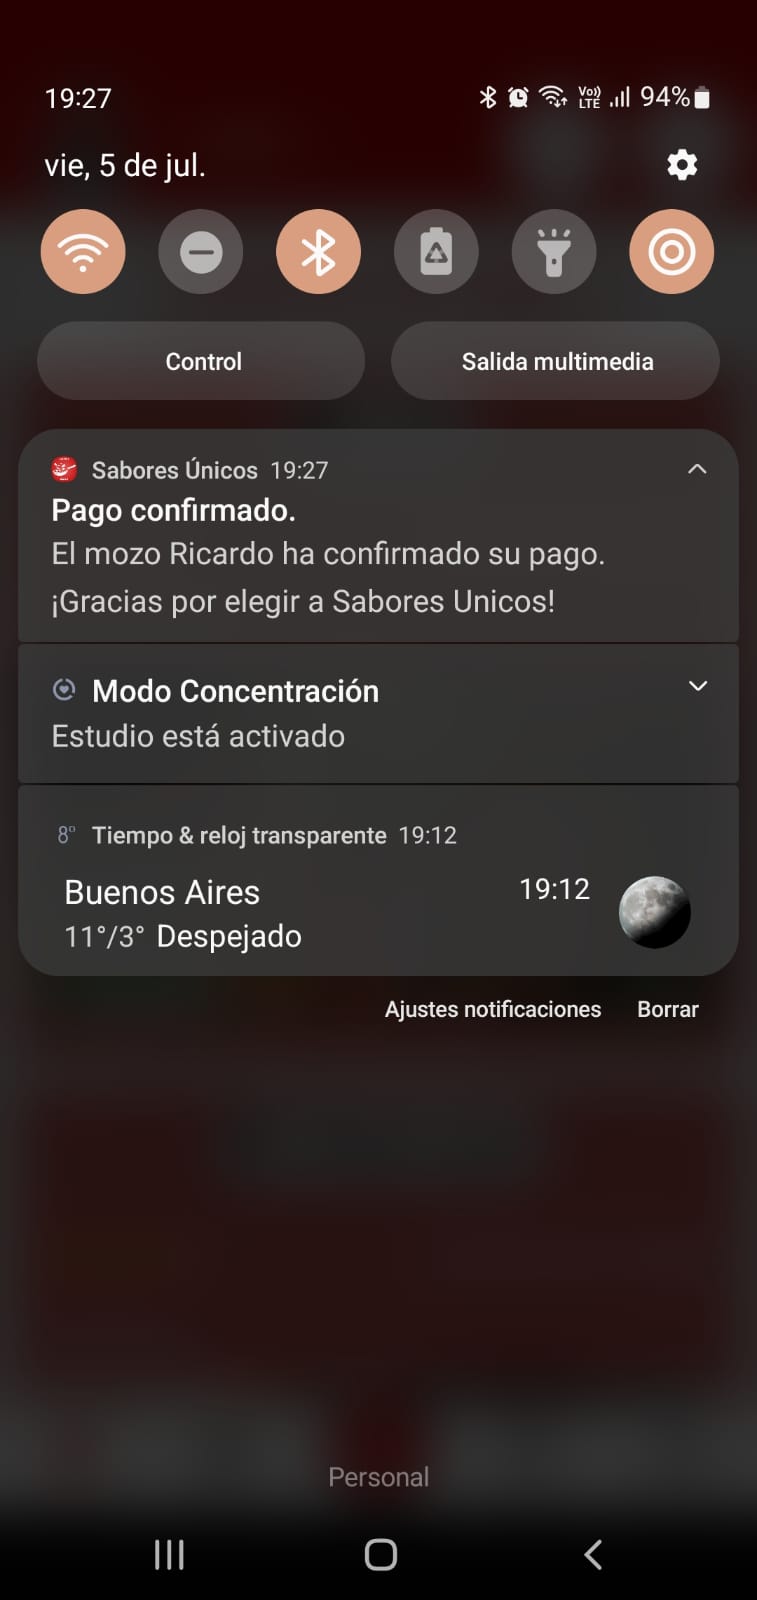 19:27
Vo)) LTE 94%
vie, 5 de jul.
Control
Salida multimedia
Sabores Únicos 19:27
Pago confirmado.
El mozo Ricardo ha confirmado su pago.
¡Gracias por elegir a Sabores Unicos!
Modo Concentración
Estudio está activado
8° Tiempo & reloj transparente 19:12
Buenos Aires
19:12
11°/3° Despejado
Ajustes notificaciones
Borrar
Personal